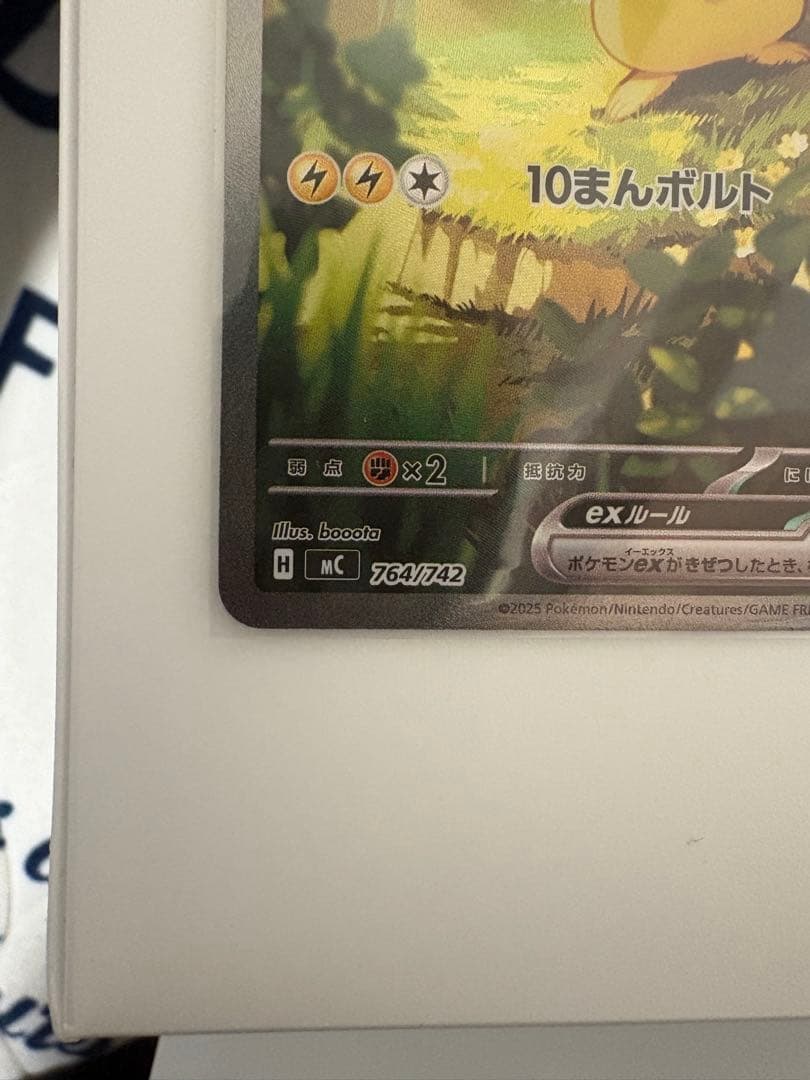 10まんボルト
弱点 ×2 抵抗力
Illus. booota
exルール
イーエックス
H mC 764/742
ポケモンexがきぜつしたとき、
©2025 Pokémon/Nintendo/Creatures/GAME
F